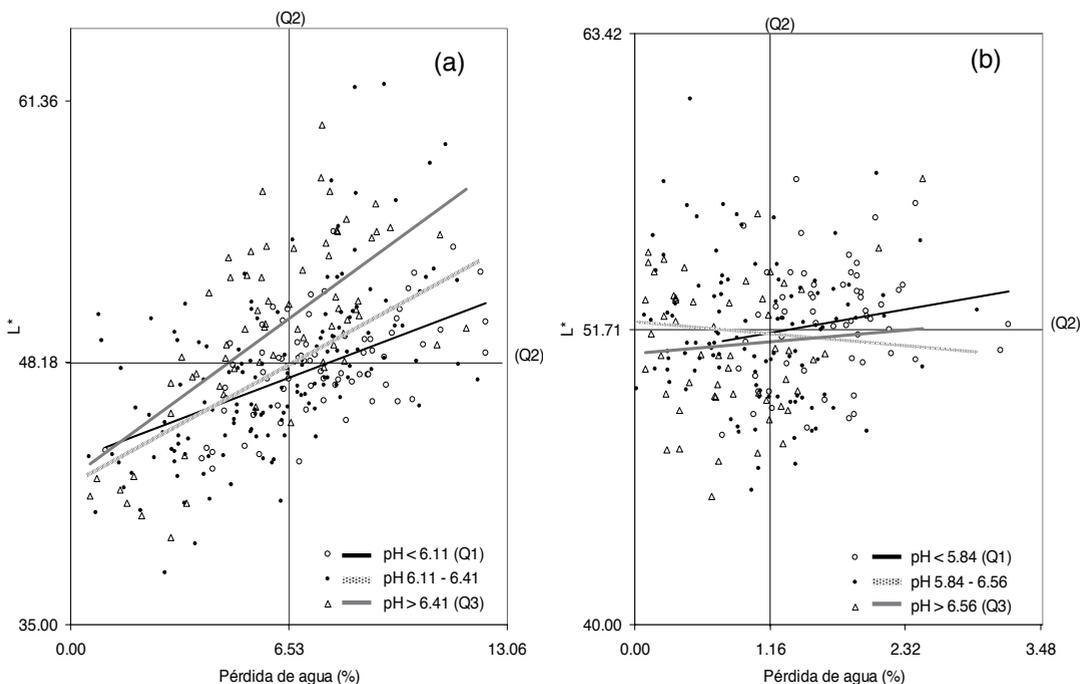 (Q2)
(a)
61.36
L*
48.18
(Q2)
35.00
0.00
6.53
13.06
Pérdida de agua (%)
pH < 6.11 (Q1)
pH 6.11 - 6.41
pH > 6.41 (Q3)
(Q2)
63.42
(b)
L*
51.71
(Q2)
40.00
0.00
1.16
2.32
3.48
Pérdida de agua (%)
pH < 5.84 (Q1)
pH 5.84 - 6.56
pH > 6.56 (Q3)